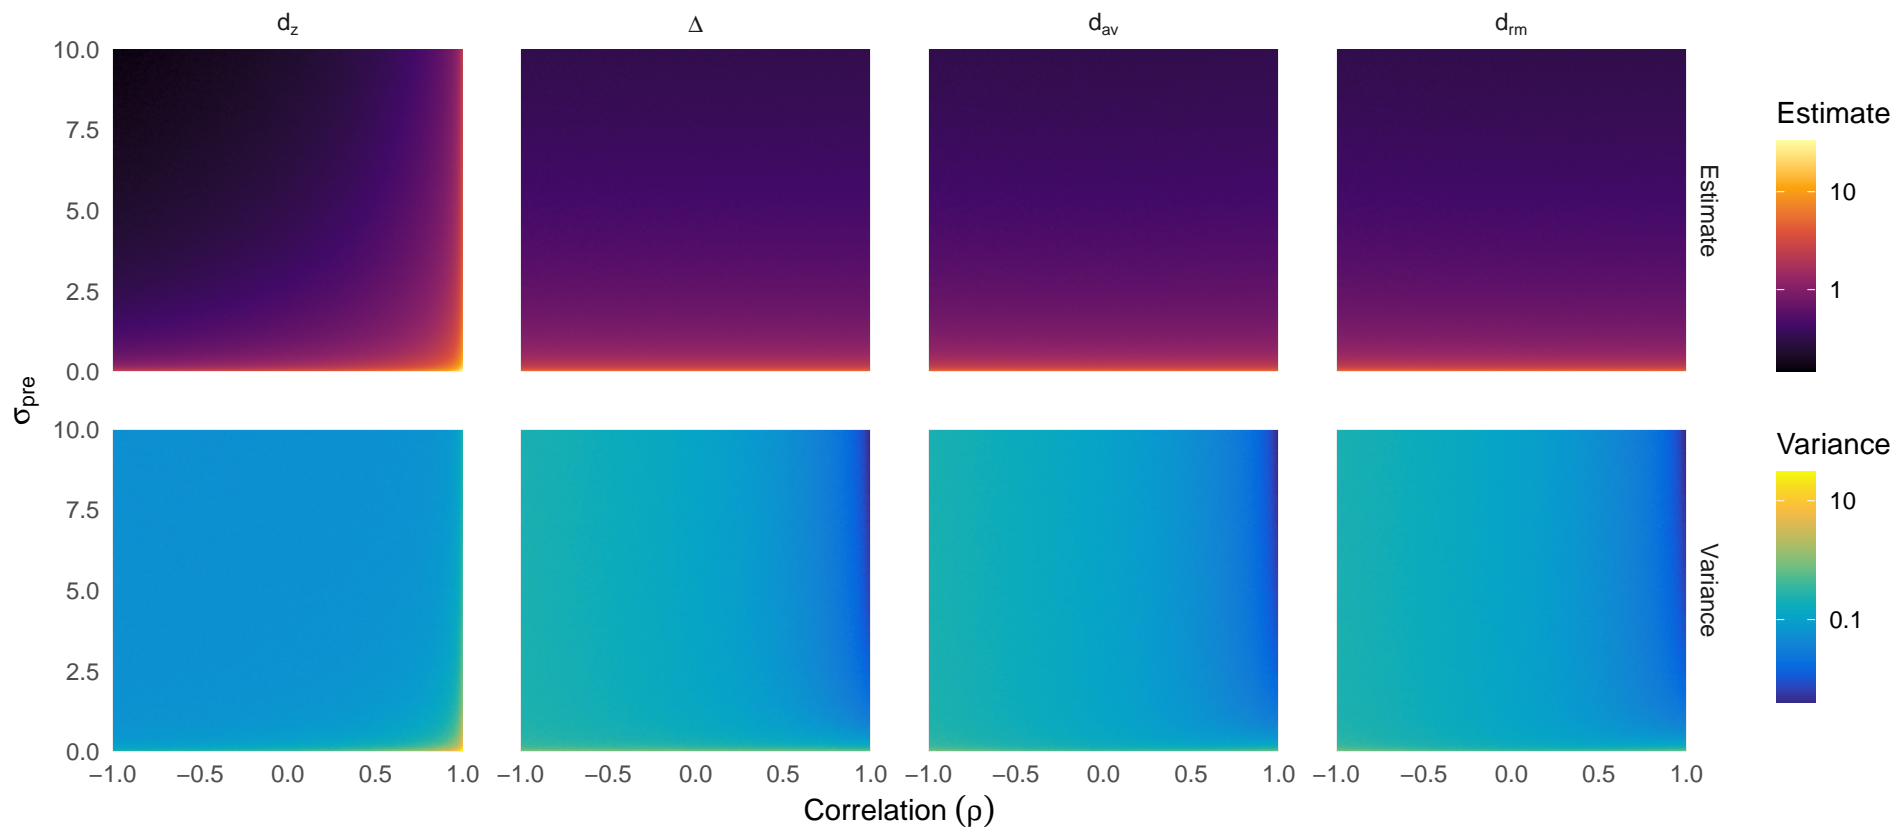 d_z Δ d_av d_rm
10.0
7.5
5.0
2.5
0.0
Estimate
Estimate
10
1
σ_pre
10.0
7.5
5.0
2.5
0.0
Variance
Variance
10
0.1
−1.0 −0.5 0.0 0.5 1.0 −1.0 −0.5 0.0 0.5 1.0 −1.0 −0.5 0.0 0.5 1.0 −1.0 −0.5 0.0 0.5 1.0
Correlation (ρ)